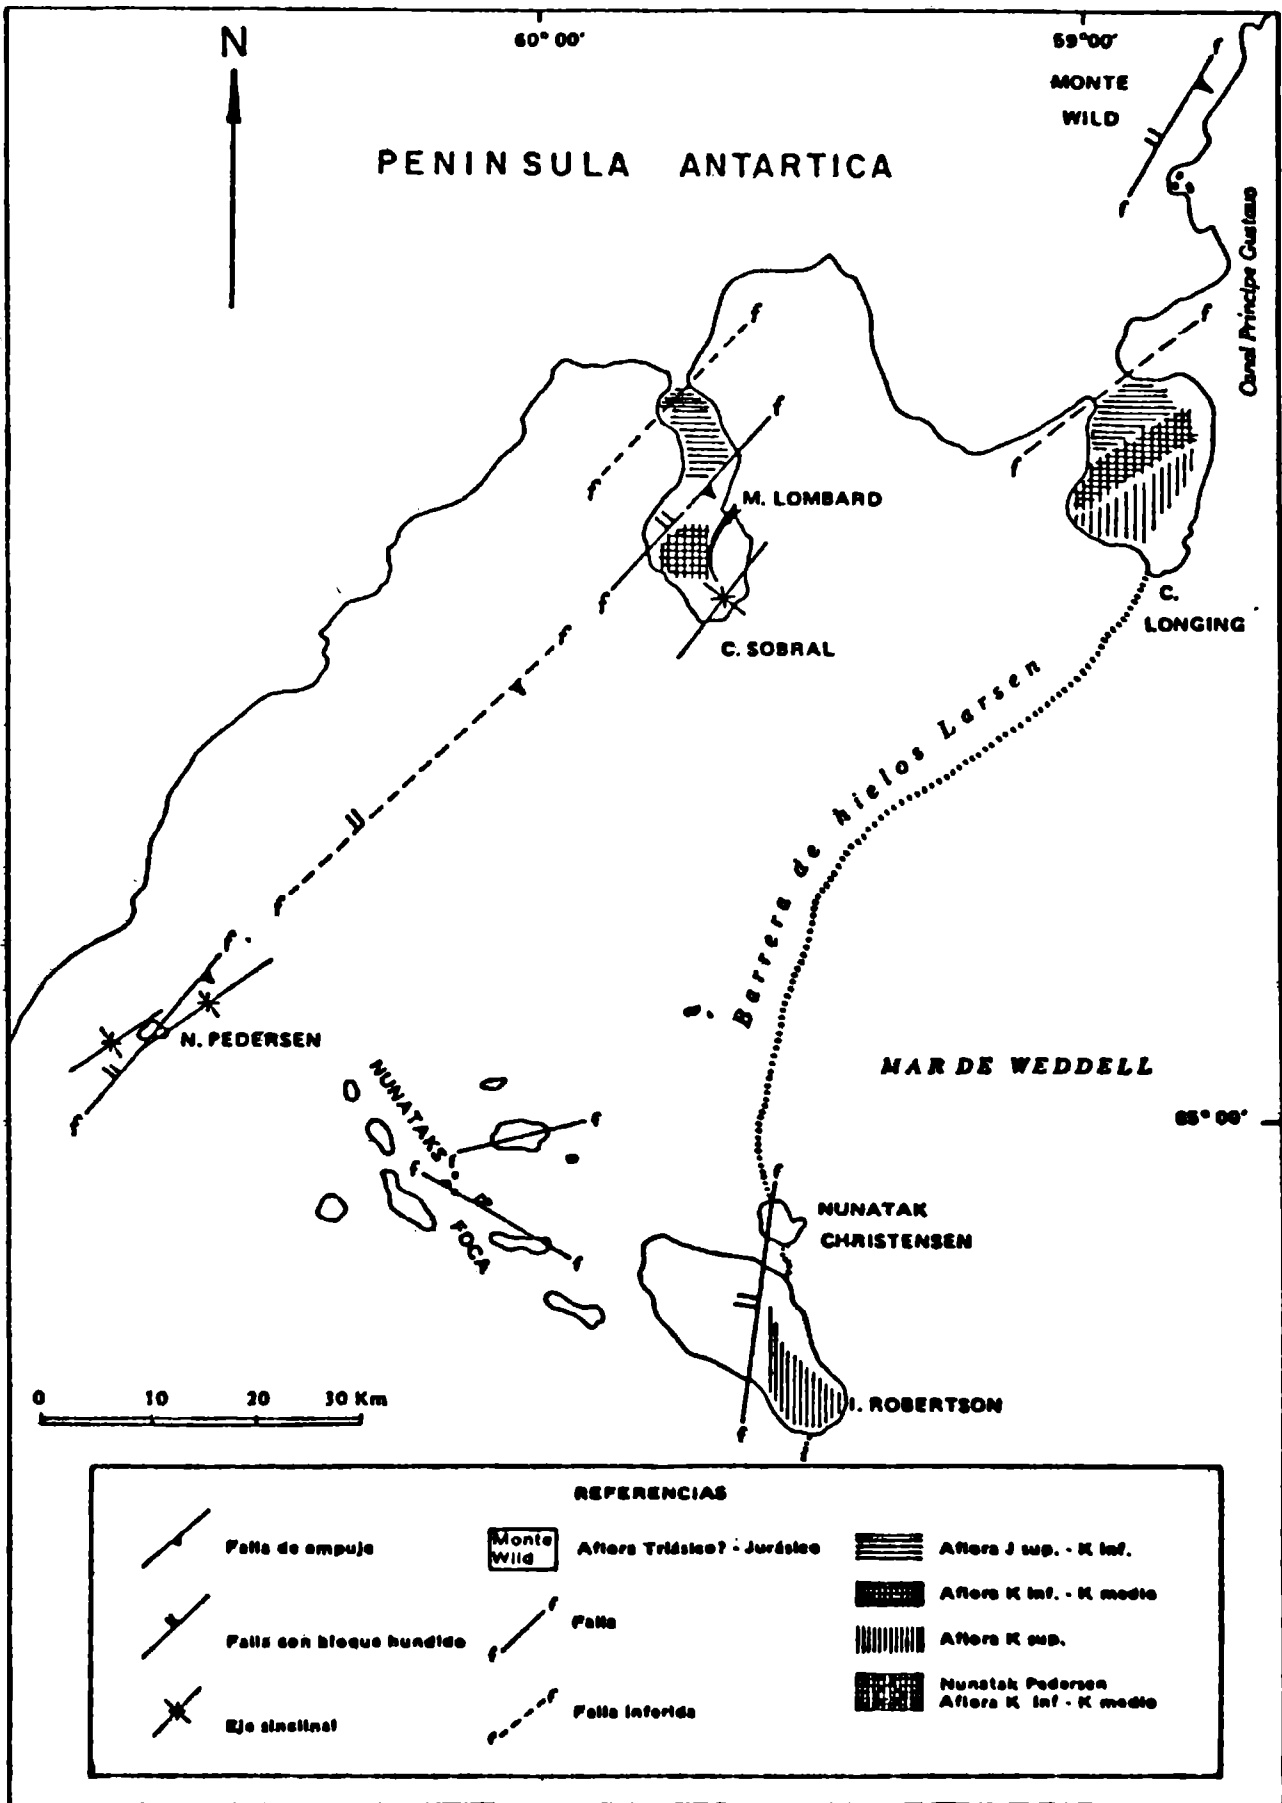 N
60° 00'
59° 00'
f
MONTE
WILD
f
PENINSULA ANTARTICA
Canal Principe Gustavo
f
f
f
f
f
M. LOMBARD
f
C. SOBRAL
f
C.
LONGING
Barrera de hielos Larsen
f
f
N. PEDERSEN
f
MAR DE WEDDELL
65° 00'
NUNATAKS
FOCA
f
f
f
f
f
NUNATAK
CHRISTENSEN
f
I. ROBERTSON
0 10 20 30 Km
REFERENCIAS
Falla de empuje
Monte
Wild
Aflora Triásico? - Jurásico
Aflora J sup. - K inf.
Falla con bloque hundido
f
f
Falla
Aflora K inf. - K medio
Aflora K sup.
Eje sinclinal
f
f
Falla inferida
Nunatak Pedersen
Aflora K inf - K medio